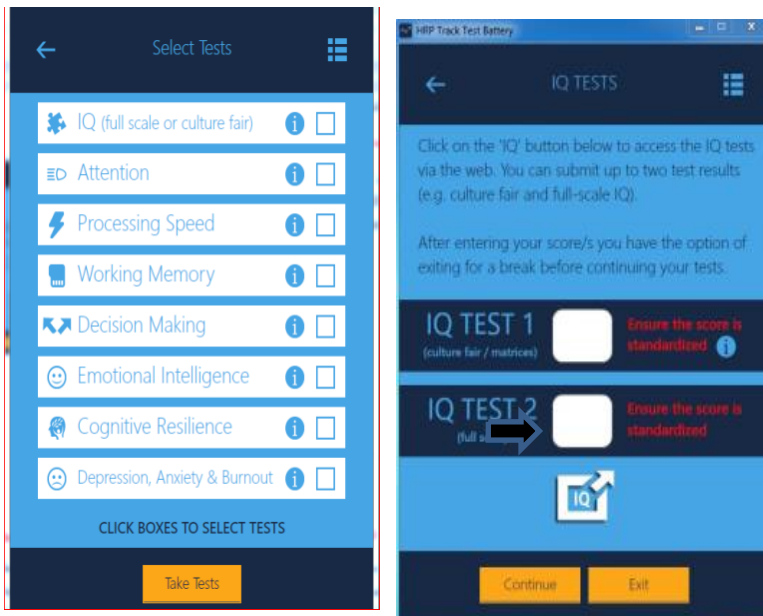 Select Tests
IQ (full scale or culture fair)
Attention
Processing Speed
Working Memory
Decision Making
Emotional Intelligence
Cognitive Resilience
Depression, Anxiety & Burnout
CLICK BOXES TO SELECT TESTS
Take Tests
HRP Track Test Battery
IQ TESTS
Click on the 'IQ' button below to access the IQ tests
via the web. You can submit up to two test results
(e.g. culture fair and full-scale IQ).
After entering your score/s you have the option of
exiting for a break before continuing your tests.
IQ TEST 1
(culture fair / matrices)
Ensure the score is
standardized
IQ TEST 2
(full
Ensure the score is
standardized
IQ
Continue
Exit